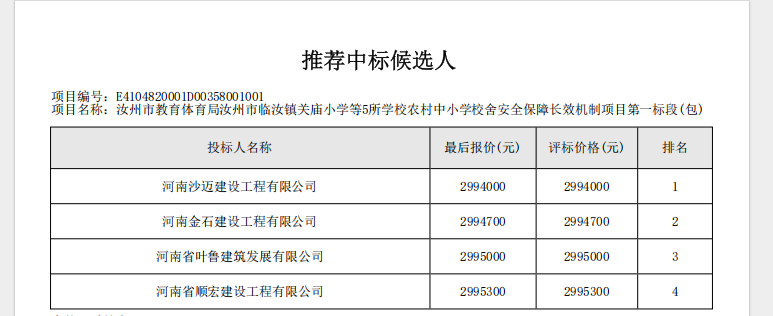 推荐中标候选人
项目编号：E4104820001D00358001001
项目名称：汝州市教育体育局汝州市临汝镇关庙小学等5所学校农村中小学校舍安全保障长效机制项目第一标段(包)
投标人名称 最后报价(元) 评标价格(元) 排名
河南沙迈建设工程有限公司 2994000 2994000 1
河南金石建设工程有限公司 2994700 2994700 2
河南省叶鲁建筑发展有限公司 2995000 2995000 3
河南省顺宏建设工程有限公司 2995300 2995300 4